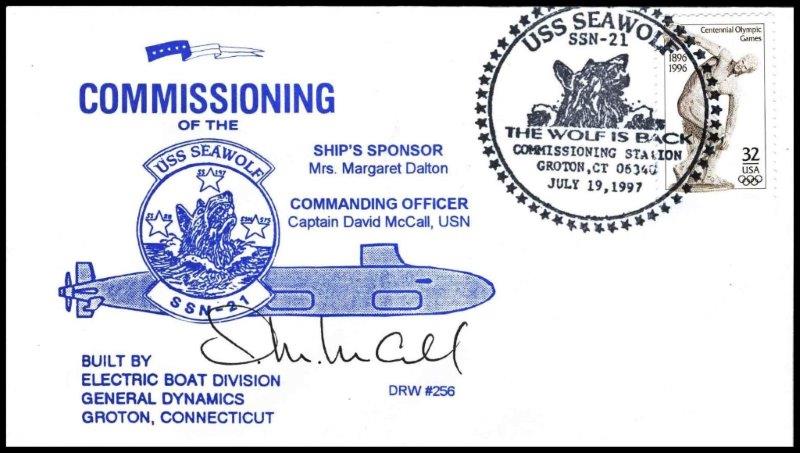 COMMISSIONING
OF THE
USS SEAWOLF
SSN-21
SHIP'S SPONSOR
Mrs. Margaret Dalton
COMMANDING OFFICER
Captain David McCall, USN
BUILT BY
ELECTRIC BOAT DIVISION
GENERAL DYNAMICS
GROTON, CONNECTICUT
DRW #256
USS SEAWOLF
SSN-21
THE WOLF IS BACK
COMMISSIONING STATION
GROTON, CT 06340
JULY 19, 1997
Centennial Olympic
Games
1896
1996
32
USA